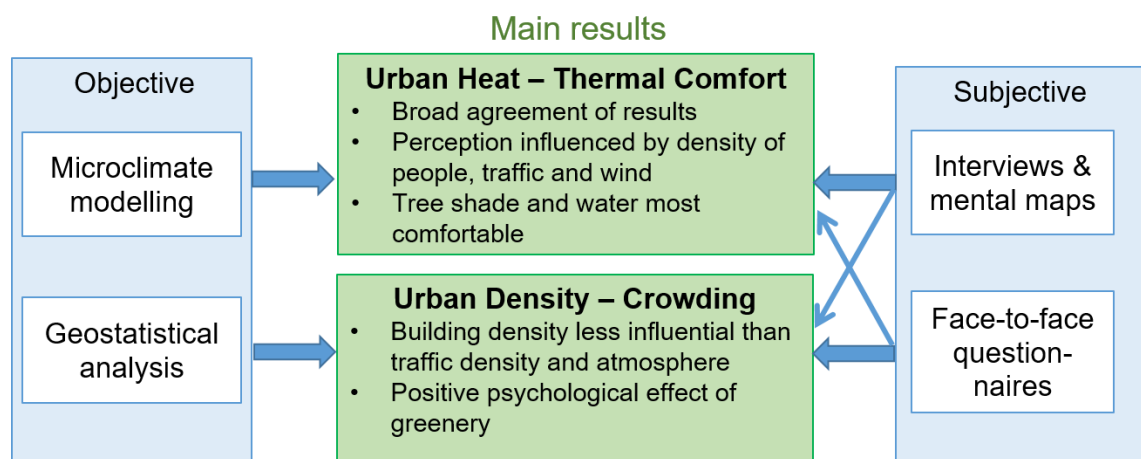 Main results
Objective
Microclimate
modelling
Geostatistical
analysis
Urban Heat – Thermal Comfort
• Broad agreement of results
• Perception influenced by density of
people, traffic and wind
• Tree shade and water most
comfortable
Urban Density – Crowding
• Building density less influential than
traffic density and atmosphere
• Positive psychological effect of
greenery
Subjective
Interviews &
mental maps
Face-to-face
question-
naires